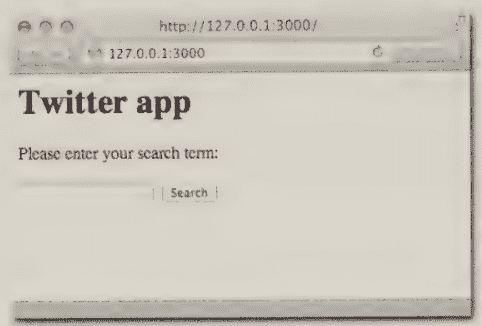 http://127.0.0.1:3000/
127.0.0.1:3000
Twitter app
Please enter your search term:
Search